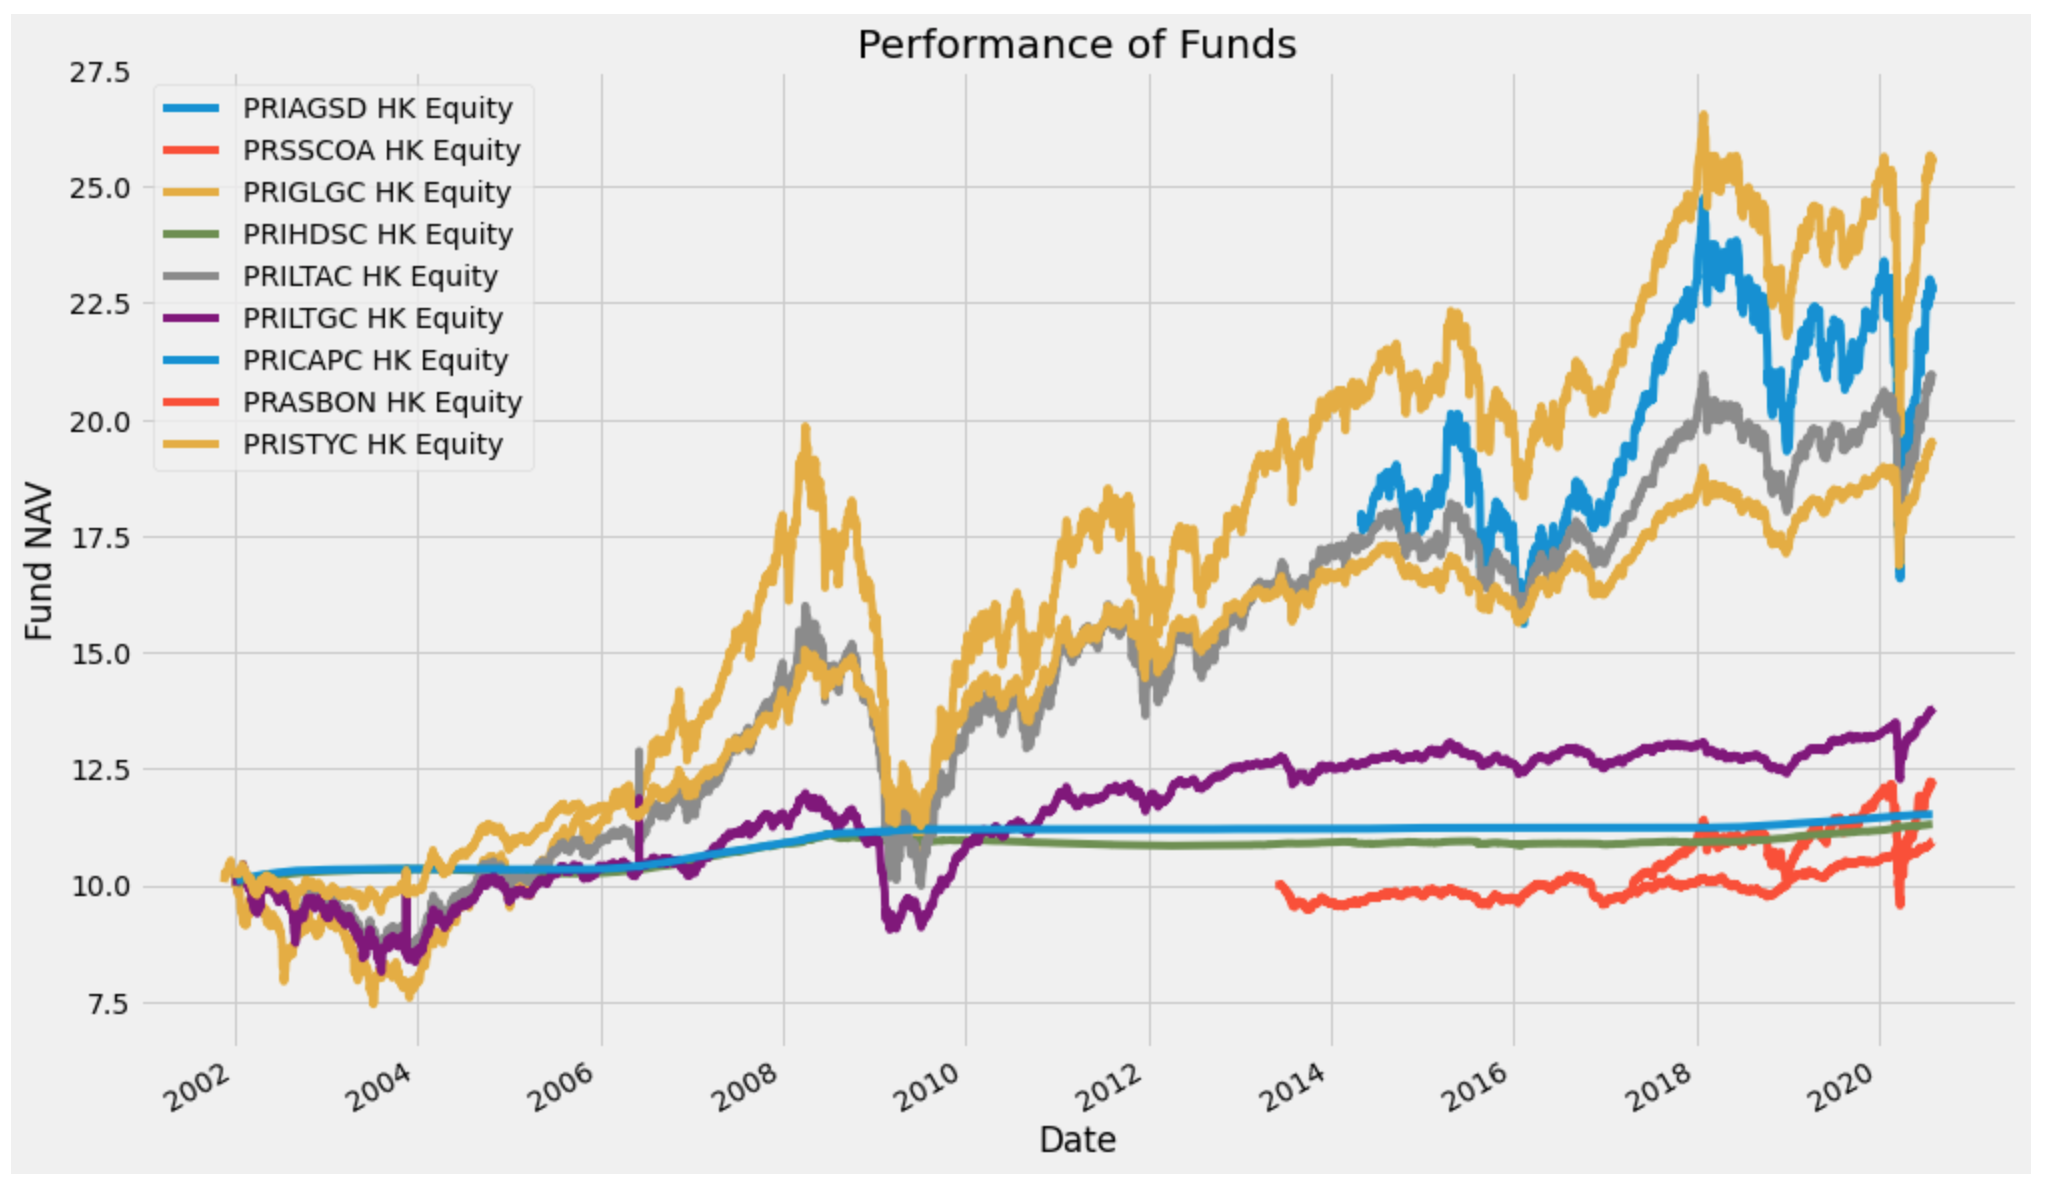 Performance of Funds
27.5
25.0
22.5
20.0
17.5
15.0
12.5
10.0
7.5
Fund NAV
PRIAGSD HK Equity
PRSSCOA HK Equity
PRIGLGC HK Equity
PRIHDSC HK Equity
PRILTAC HK Equity
PRILTGC HK Equity
PRICAPC HK Equity
PRASBON HK Equity
PRISTYC HK Equity
2002
2004
2006
2008
2010
2012
2014
2016
2018
2020
Date